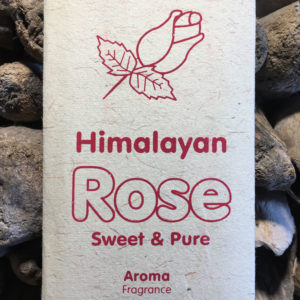 Himalayan
Rose
Sweet & Pure
Aroma
Fragrance